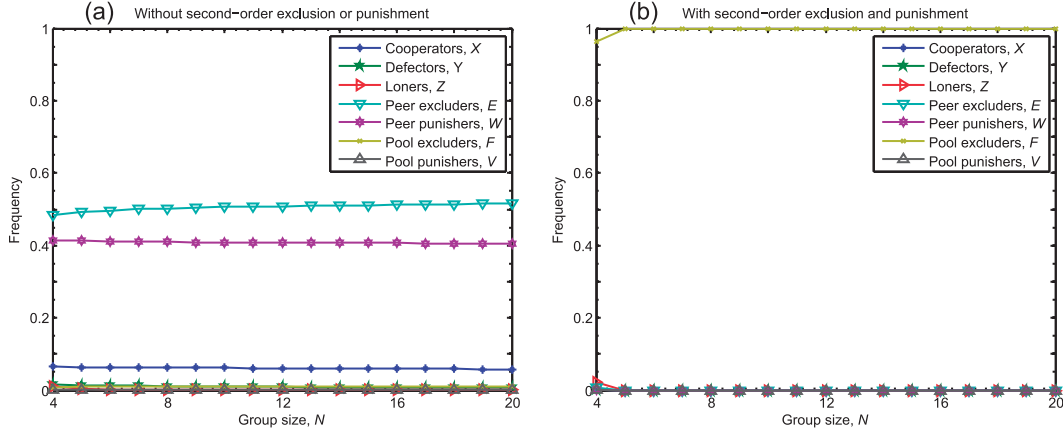 (a) Without second−order exclusion or punishment
1
0.8
0.6
0.4
0.2
0
Frequency
Cooperators, X
Defectors, Y
Loners, Z
Peer excluders, E
Peer punishers, W
Pool excluders, F
Pool punishers, V
4 8 12 16 20
Group size, N
(b) With second−order exclusion and punishment
1
0.8
0.6
0.4
0.2
0
Frequency
Cooperators, X
Defectors, Y
Loners, Z
Peer excluders, E
Peer punishers, W
Pool excluders, F
Pool punishers, V
4 8 12 16 20
Group size, N